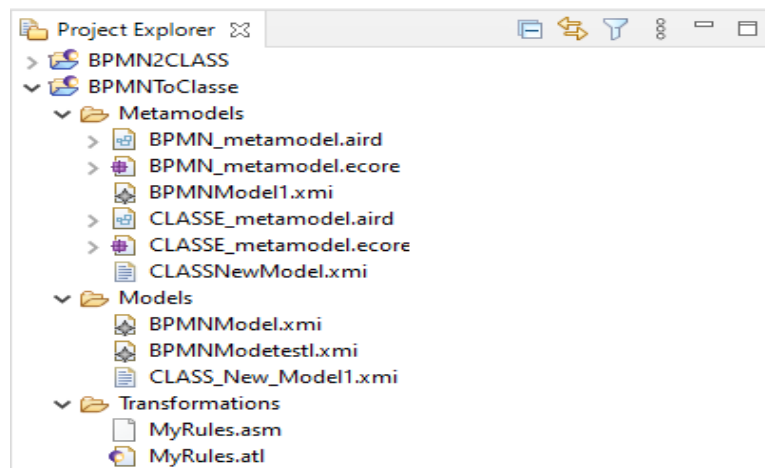 Project Explorer
BPMN2CLASS
BPMNToClasse
Metamodels
BPMN_metamodel.aird
BPMN_metamodel.ecore
BPMNModel1.xmi
CLASSE_metamodel.aird
CLASSE_metamodel.ecore
CLASSNewModel.xmi
Models
BPMNModel.xmi
BPMNModetestl.xmi
CLASS_New_Model1.xmi
Transformations
MyRules.asm
MyRules.atl